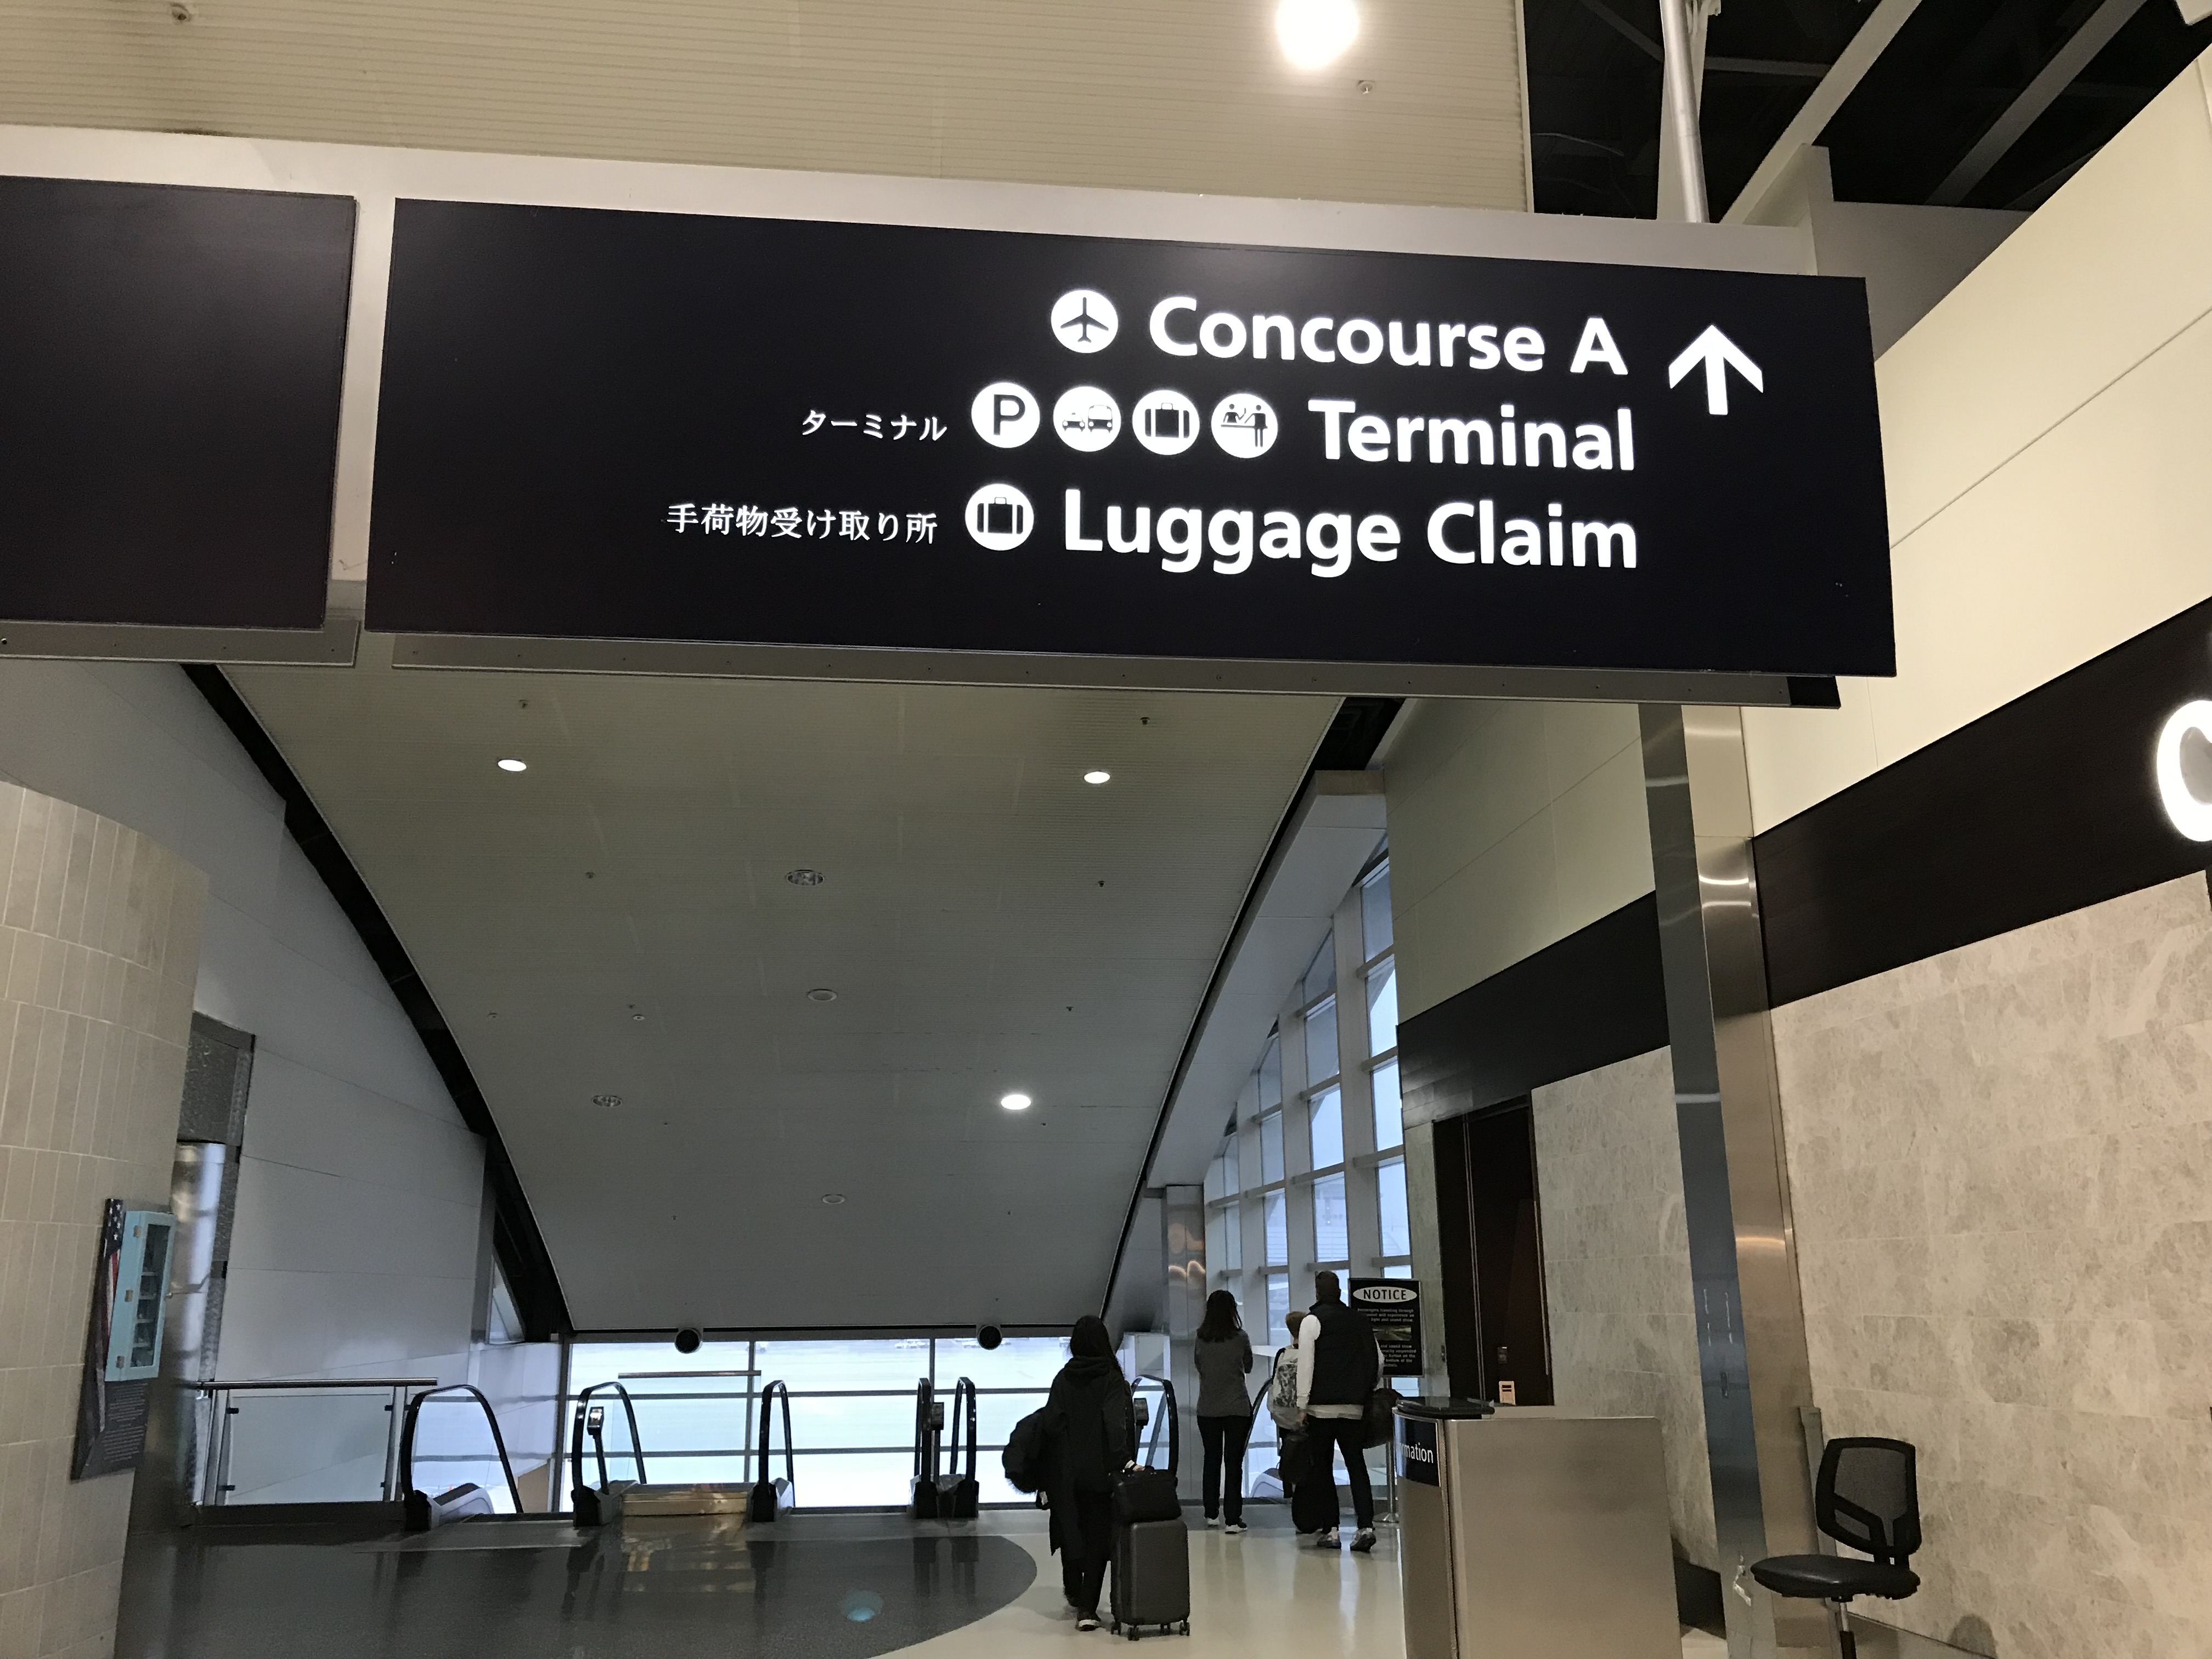 Concourse A
ターミナル P Terminal
手荷物受け取り所 Luggage Claim
NOTICE